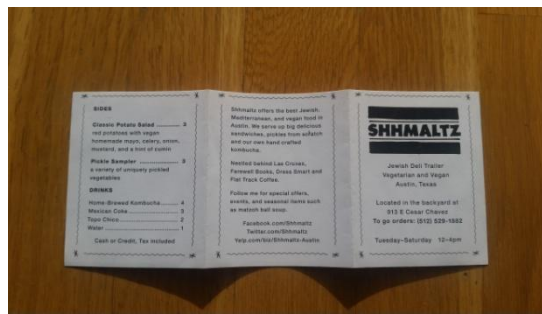 SIDES
Classic Potato Salad ............ 3
red potatoes with vegan
homemade mayo, celery, onion,
mustard, and a hint of
Pickle Sampler ................... 3
a variety of uniquely pickled
vegetables
DRINKS
Home-Brewed Kombucha ...... 4
Mexican Coke ..................... 3
Topo Chico ......................... 2
Water ................................. 1
Cash or Credit, Tax included
Shhmaltz offers the best Jewish,
Mediterranean, and vegan food in
Austin. We serve up big delicious
sandwiches, pickles from scratch
and our own hand crafted
kombucha.
Nestled behind Las Cruxes,
Farewell Books, Dress Smart and
Flat Track Coffee.
Follow me for special offers,
events, and seasonal items such
as matzoh ball soup.
Facebook.com/Shhmaltz
Twitter.com/Shhmaltz
Yelp.com/biz/Shhmaltz-Austin
SHHMALTZ
Jewish Deli Trailer
Vegetarian and Vegan
Austin, Texas
Located in the backyard of
913 E Cesar Chavez
To go orders: (512) 529-1552
Tuesday–Saturday 12–4pm